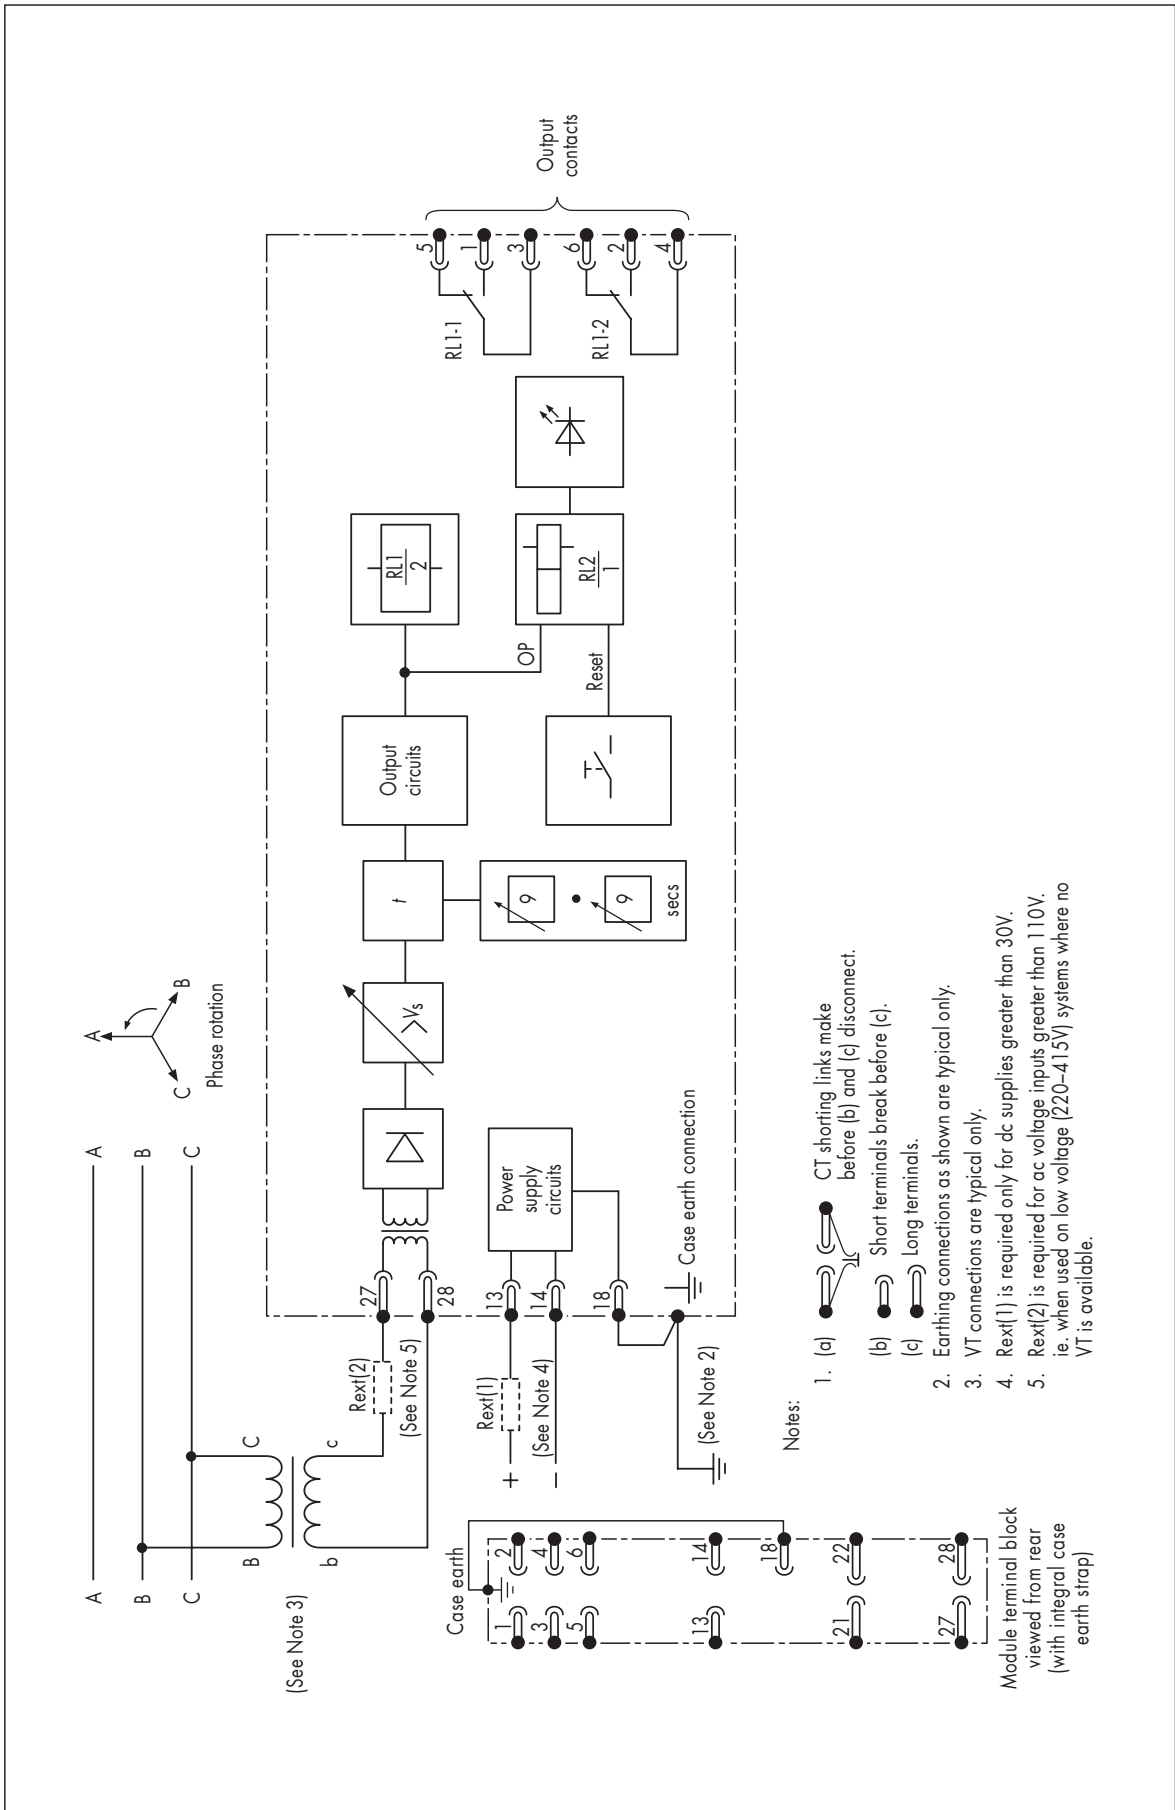 A
B
C
A
B
C
A
B
C
Phase rotation
(See Note 3)
B
C
b
c
Rext(2)
(See Note 5)
27
28
>Vs
t
9
•
9
secs
Output
circuits
RL1
2
OP
Reset
RL2
1
RL1-1
RL1-2
5
1
3
6
2
4
Output
contacts
Power
supply
circuits
13
14
18
Rext(1)
+
–
(See Note 4)
(See Note 2)
Case earth connection
Case earth
1
2
3
4
5
6
13
14
18
21
22
27
28
Module terminal block
viewed from rear
(with integral case
earth strap)
Notes:
1. (a) CT shorting links make
before (b) and (c) disconnect.
(b) Short terminals break before (c).
(c) Long terminals.
2. Earthing connections as shown are typical only.
3. VT connections are typical only.
4. Rext(1) is required only for dc supplies greater than 30V.
5. Rext(2) is required for ac voltage inputs greater than 110V.
ie. when used on low voltage (220–415V) systems where no
VT is available.